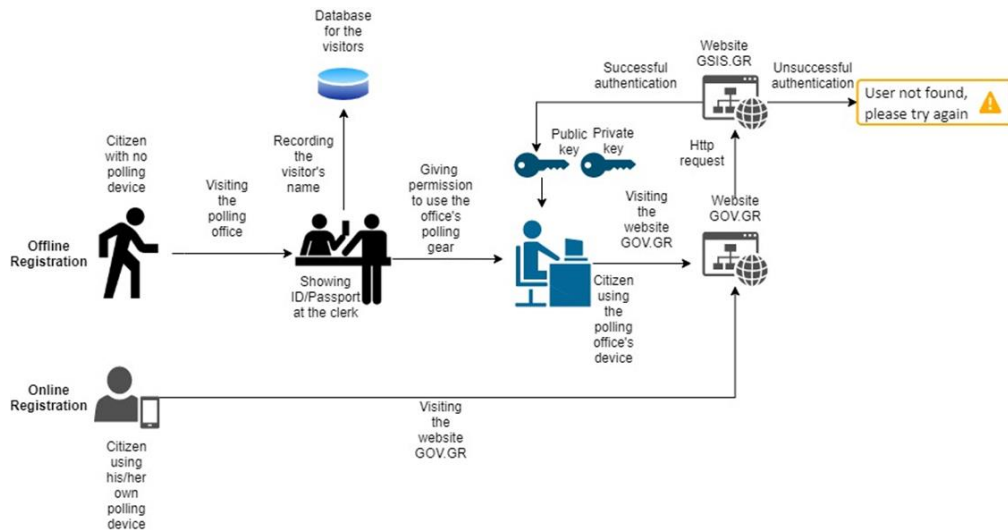 Database
for the
visitors
Website
GSIS.GR
Successful
authentication
Unsuccessful
authentication
User not found,
please try again
Citizen
with no
polling
device
Recording
the
visitor's
name
Public
key
Private
key
Http
request
Visiting
the
polling
office
Giving
permission
to use the
office's
polling
gear
Visiting
the
website
GOV.GR
Website
GOV.GR
Offline
Registration
Showing
ID/Passport
at the clerk
Citizen
using
the
polling
office's
device
Online
Registration
Visiting
the
website
GOV.GR
Citizen
using
his/her
own
polling
device